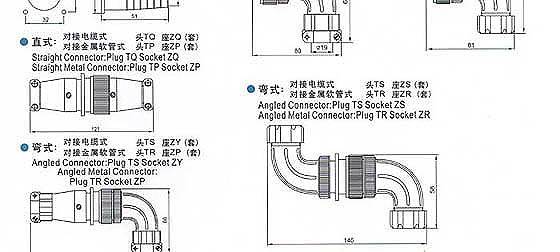 32
51
直式: 对接电缆式 头TQ 座ZQ (套)
对接金属软管式 头TP 座ZP (套)
Straight Connector:Plug TQ Socket ZQ
Straight Metal Connector:Plug TP Socket ZP
121
弯式: 对接电缆式 头TS 座ZY (套)
对接金属软管式 头TR 座ZP (套)
Angled Connector:Plug TS Socket ZY
Angled Metal Connector:
Plug TR Socket ZP
66
60
Φ19
61
弯式: 对接电缆式 头TS 座ZS (套)
对接金属软管式 头TR 座ZR (套)
Angled Connector:Plug TS Socket ZS
Angled Metal Connector:Plug TR Socket ZR
58
145